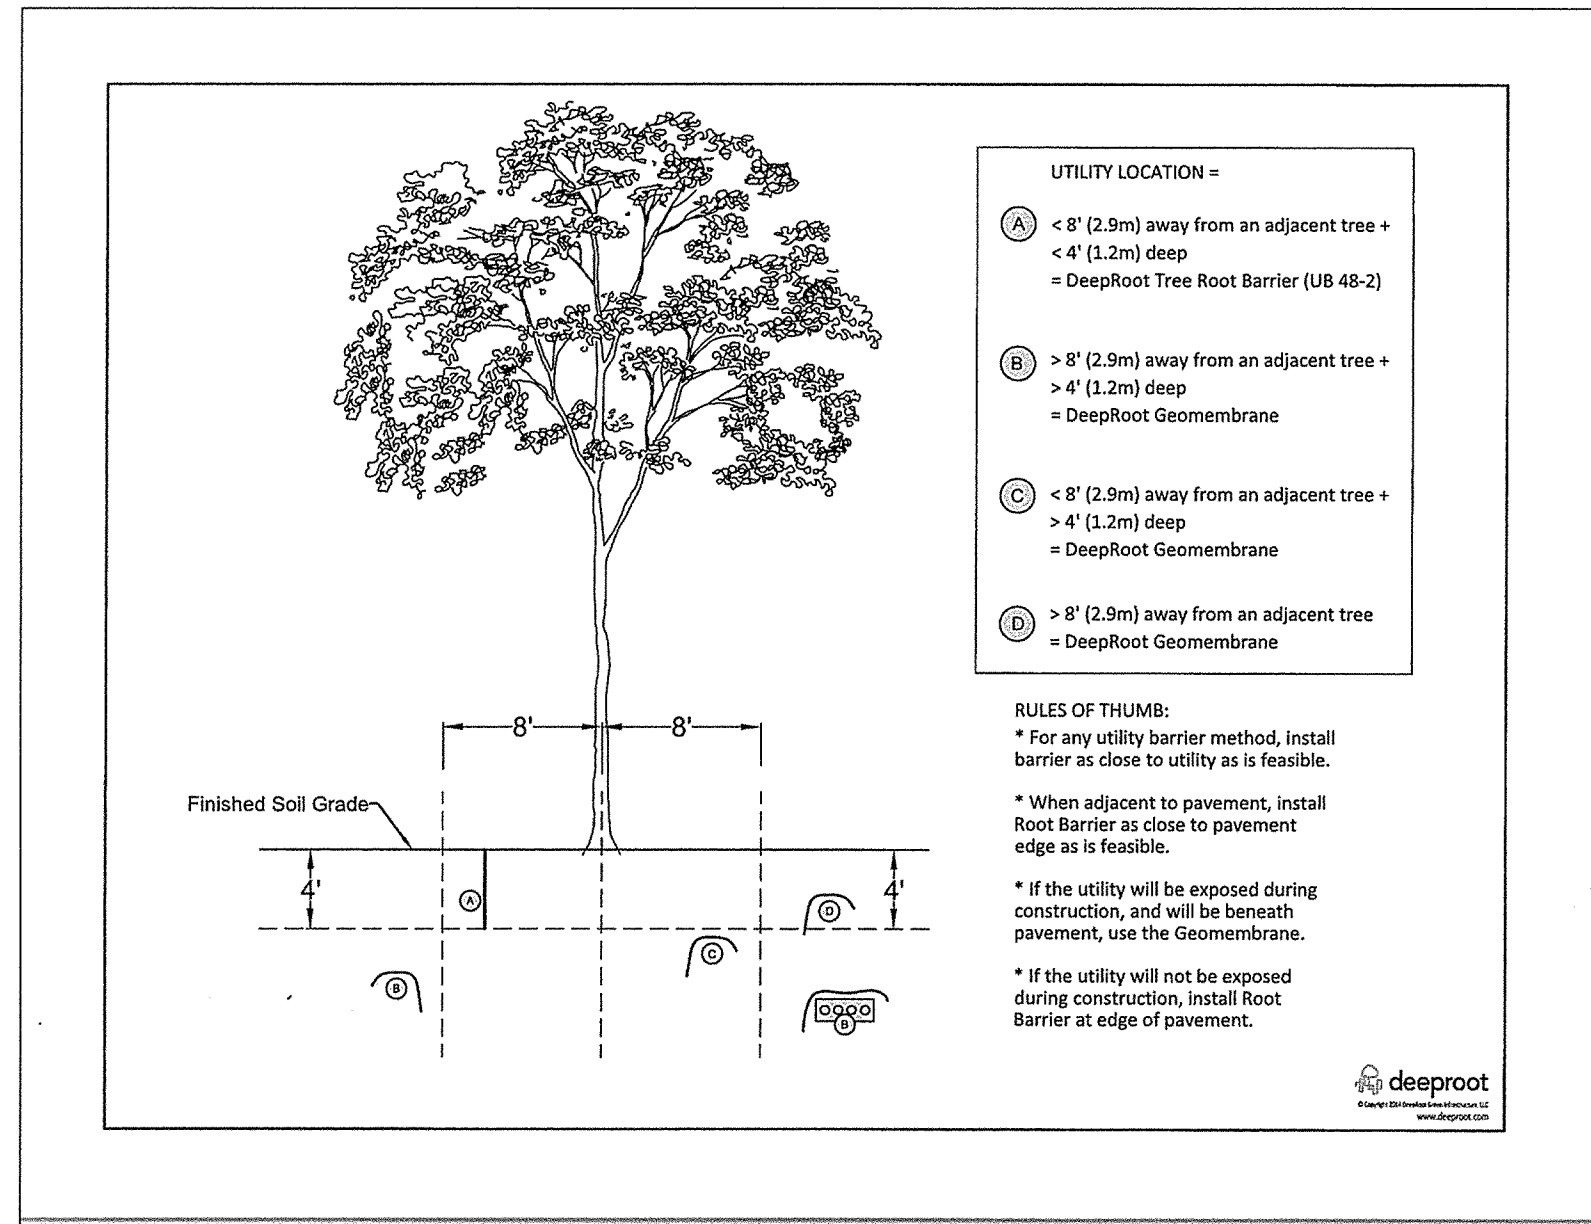 UTILITY LOCATION =
A
< 8' (2.9m) away from an adjacent tree +
< 4' (1.2m) deep
= DeepRoot Tree Root Barrier (UB 48-2)
B
> 8' (2.9m) away from an adjacent tree +
> 4' (1.2m) deep
= DeepRoot Geomembrane
C
< 8' (2.9m) away from an adjacent tree +
> 4' (1.2m) deep
= DeepRoot Geomembrane
D
> 8' (2.9m) away from an adjacent tree
= DeepRoot Geomembrane
RULES OF THUMB:
* For any utility barrier method, install
barrier as close to utility as is feasible.
* When adjacent to pavement, install
Root Barrier as close to pavement
edge as is feasible.
* If the utility will be exposed during
construction, and will be beneath
pavement, use the Geomembrane.
* If the utility will not be exposed
during construction, install Root
Barrier at edge of pavement.
8'
8'
Finished Soil Grade
4'
4'
A
D
C
B
B
deeproot
© Copyright 2014 DeepRoot Green Infrastructure, LLC
www.deeproot.com